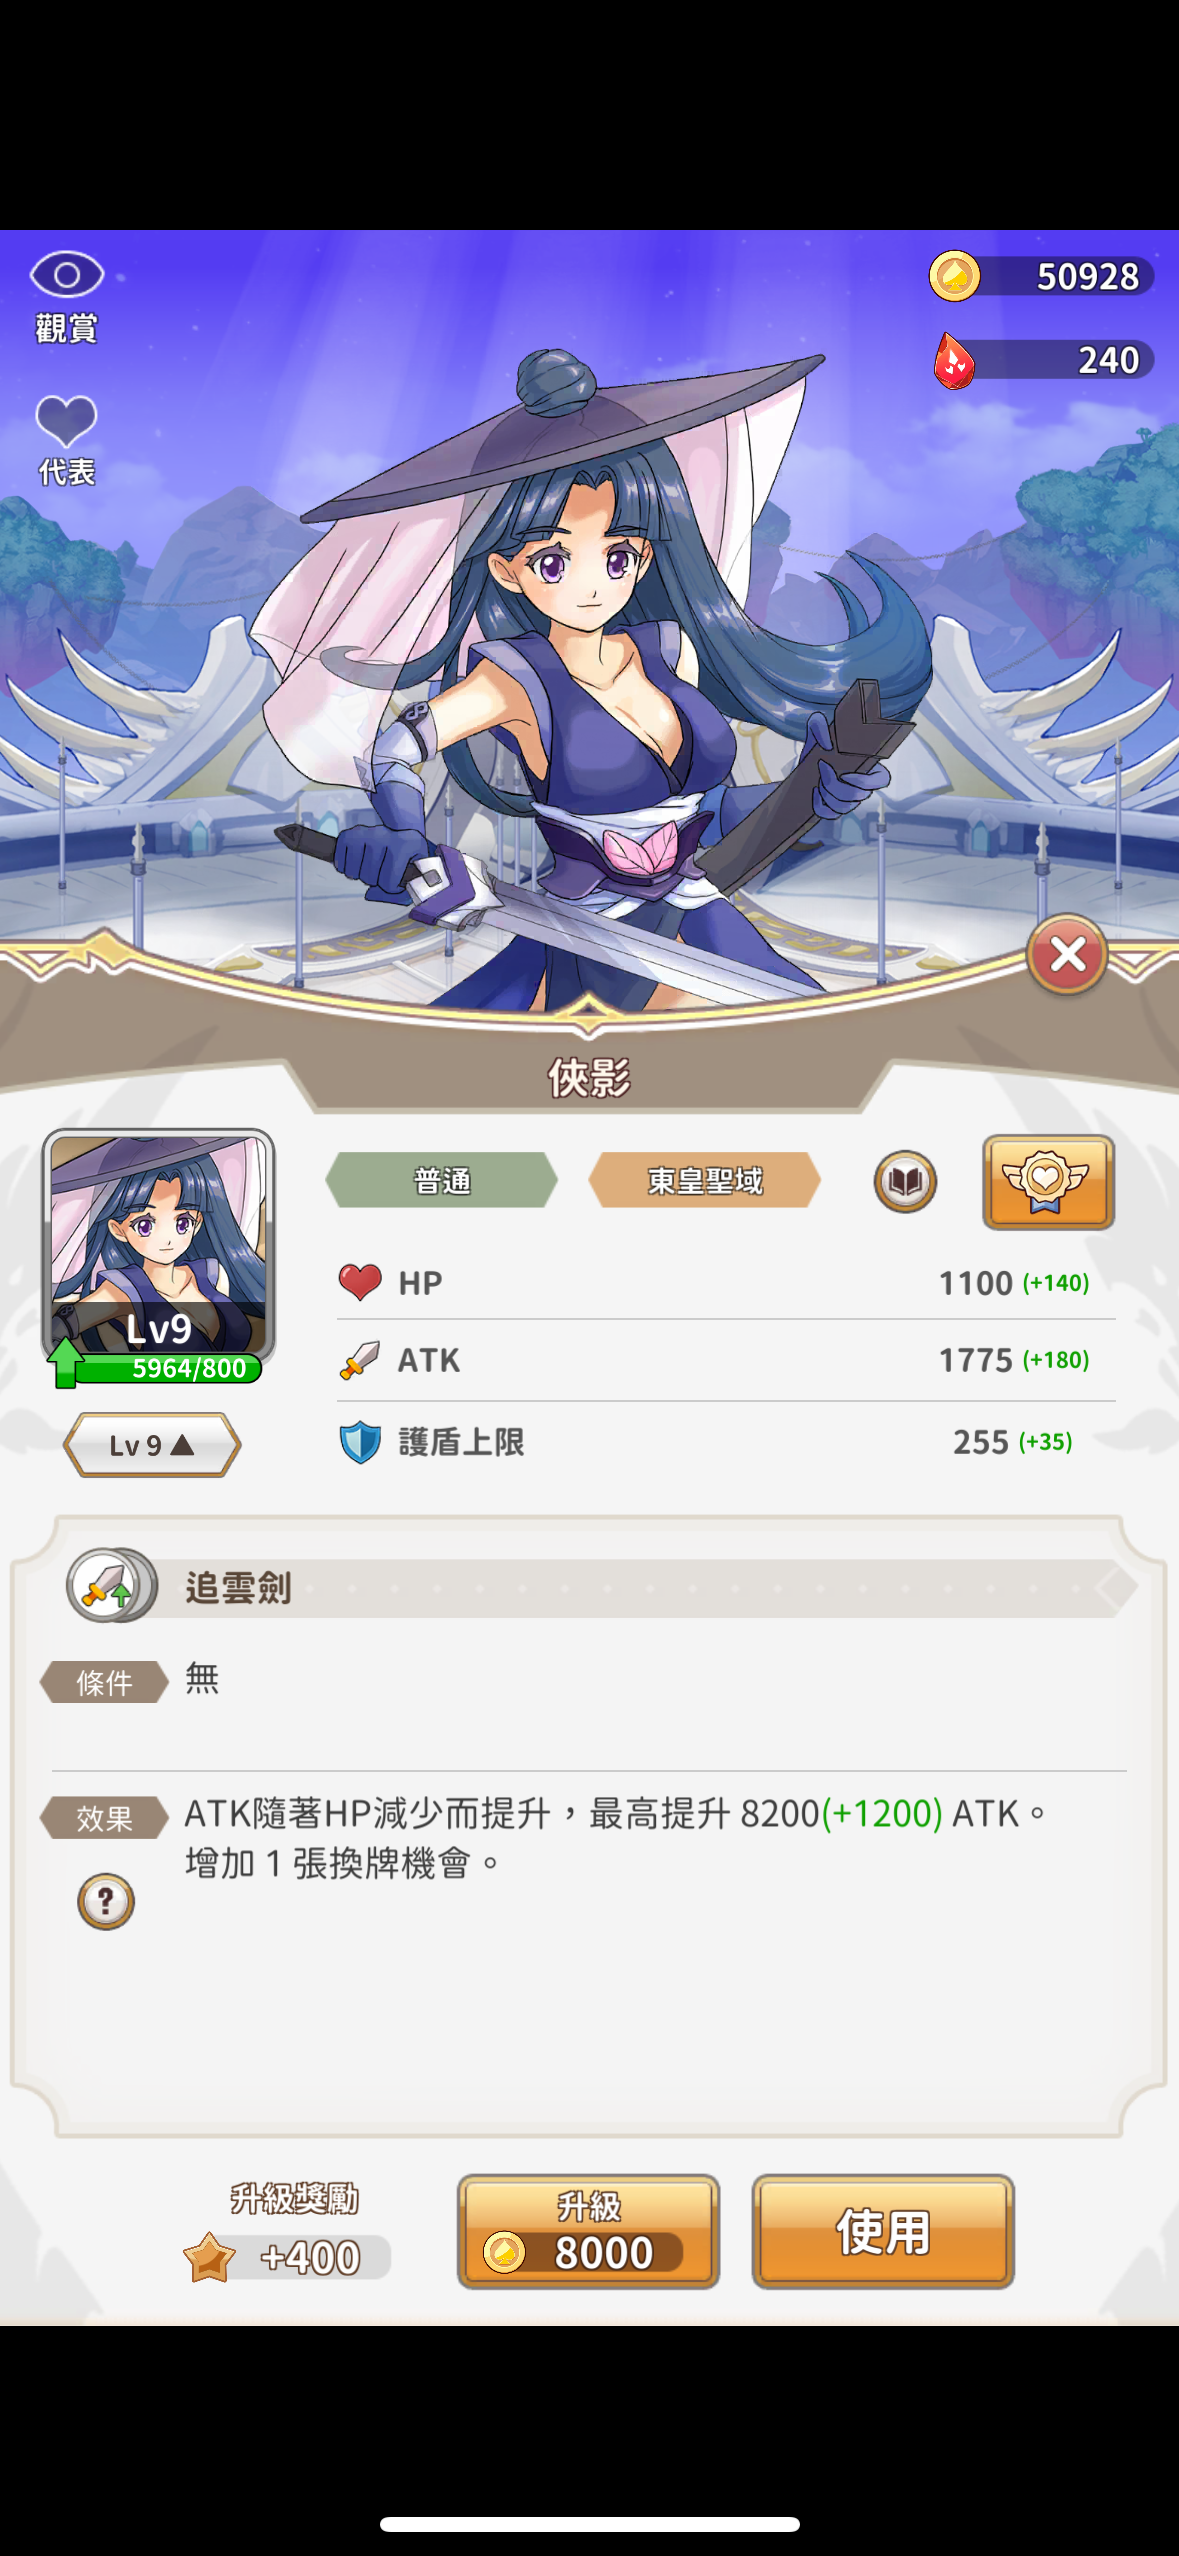 觀賞
50928
240
代表
俠影
普通
東皇聖域
HP
1100 (+140)
Lv9
5964/800
ATK
1775 (+180)
Lv 9 ▲
護盾上限
255 (+35)
追雲劍
條件
無
效果
ATK隨著HP減少而提升，最高提升 8200(+1200) ATK。
增加 1 張換牌機會。
?
升級獎勵
+400
升級
8000
使用